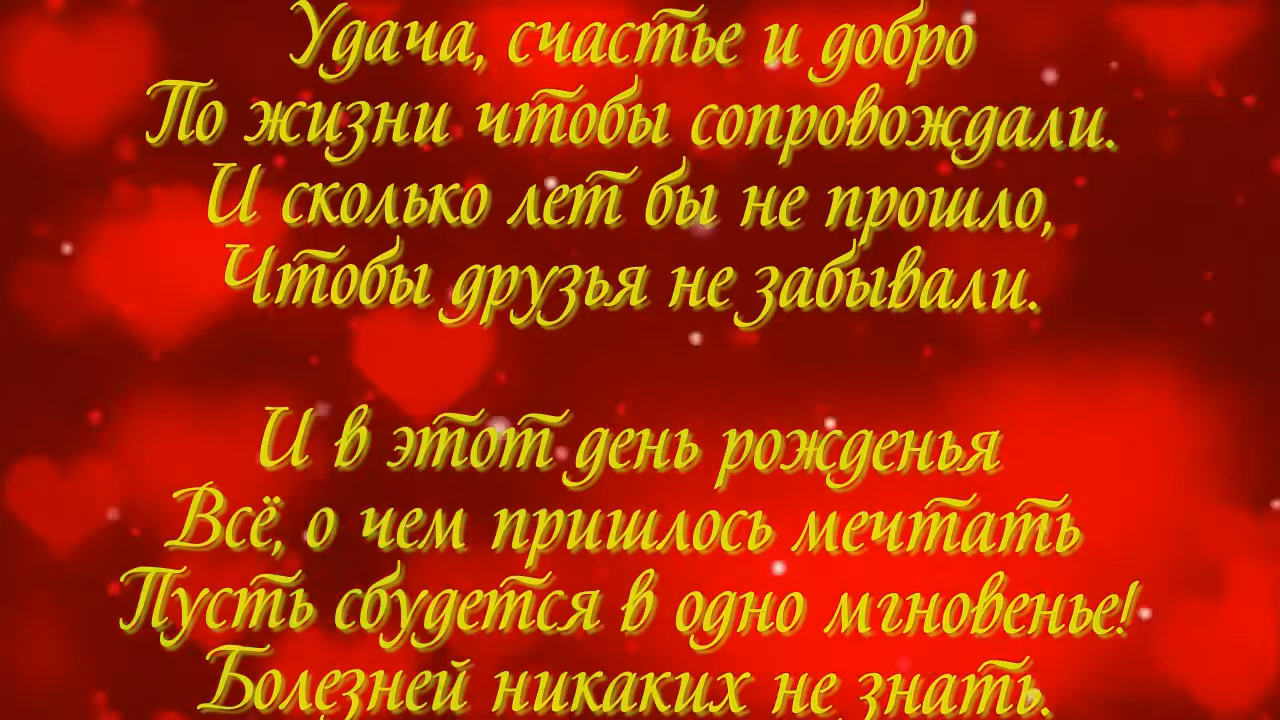 Удача, счастье и добро
По жизни чтобы сопровождали.
И сколько лет бы не прошло,
Чтобы друзья не забывали.
И в этот день рожденья
Всё, о чем пришлось мечтать
Пусть сбудется в одно мгновенье!
Болезней никаких не знать.